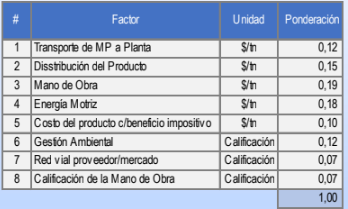 # Factor Unidad Ponderación
1 Transporte de MP a Planta $/tn 0,12
2 Disstribución del Producto $/tn 0,15
3 Mano de Obra $/tn 0,19
4 Energía Motriz $/tn 0,18
5 Costo del producto c/beneficio impositivo $/tn 0,10
6 Gestión Ambiental Calificación 0,12
7 Red vial proveedor/mercado Calificación 0,07
8 Calificación de la Mano de Obra Calificación 0,07
1,00